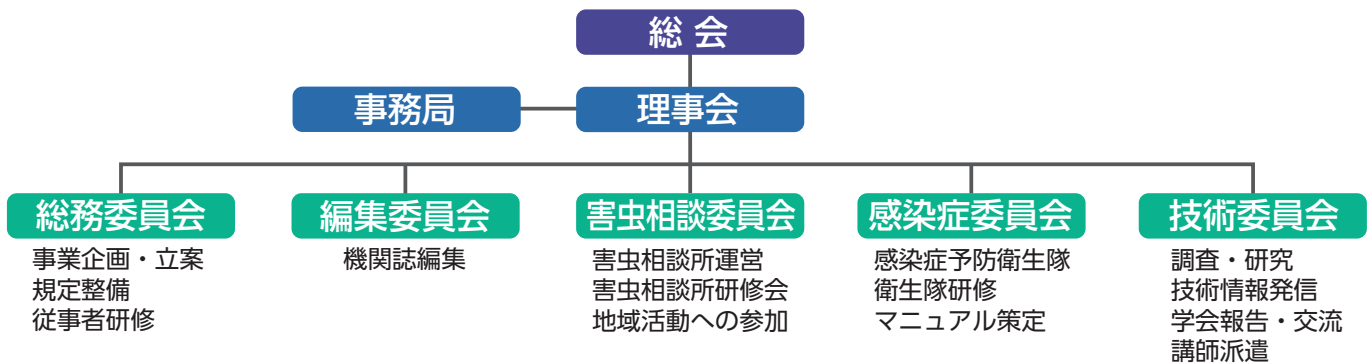 総会
事務局
理事会
総務委員会
事業企画・立案
規定整備
従事者研修
編集委員会
機関誌編集
害虫相談委員会
害虫相談所運営
害虫相談所研修会
地域活動への参加
感染症委員会
感染症予防衛生隊
衛生隊研修
マニュアル策定
技術委員会
調査・研究
技術情報発信
学会報告・交流
講師派遣